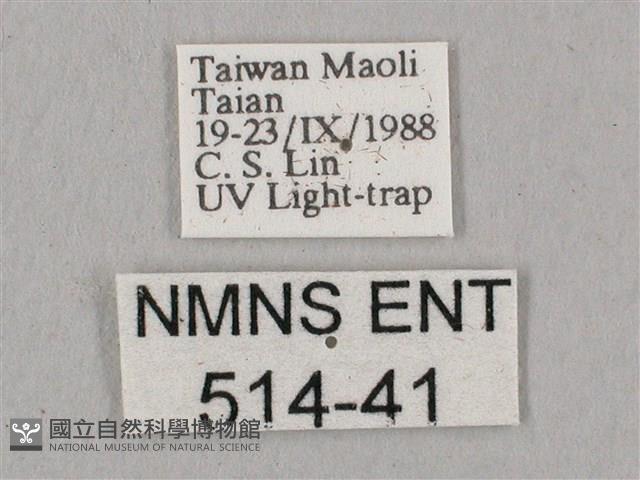 Taiwan Maoli
Taian
19-23/IX/1988
C. S. Lin
UV Light-trap
NMNS ENT
514-41
國立自然科學博物館
NATIONAL MUSEUM OF NATURAL SCIENCE